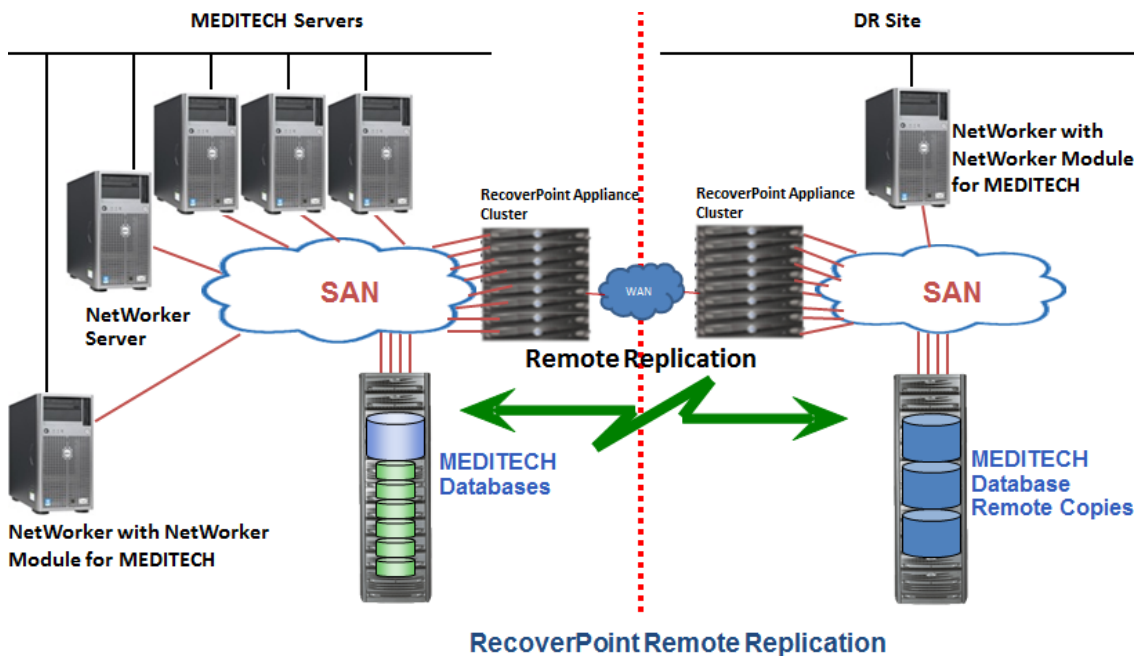 MEDITECH Servers
DR Site
NetWorker with
NetWorker Module
for MEDITECH
RecoverPoint Appliance
Cluster
RecoverPoint Appliance
Cluster
SAN
WAN
SAN
NetWorker
Server
Remote Replication
MEDITECH
Databases
MEDITECH
Database
Remote Copies
NetWorker with NetWorker
Module for MEDITECH
RecoverPoint Remote Replication